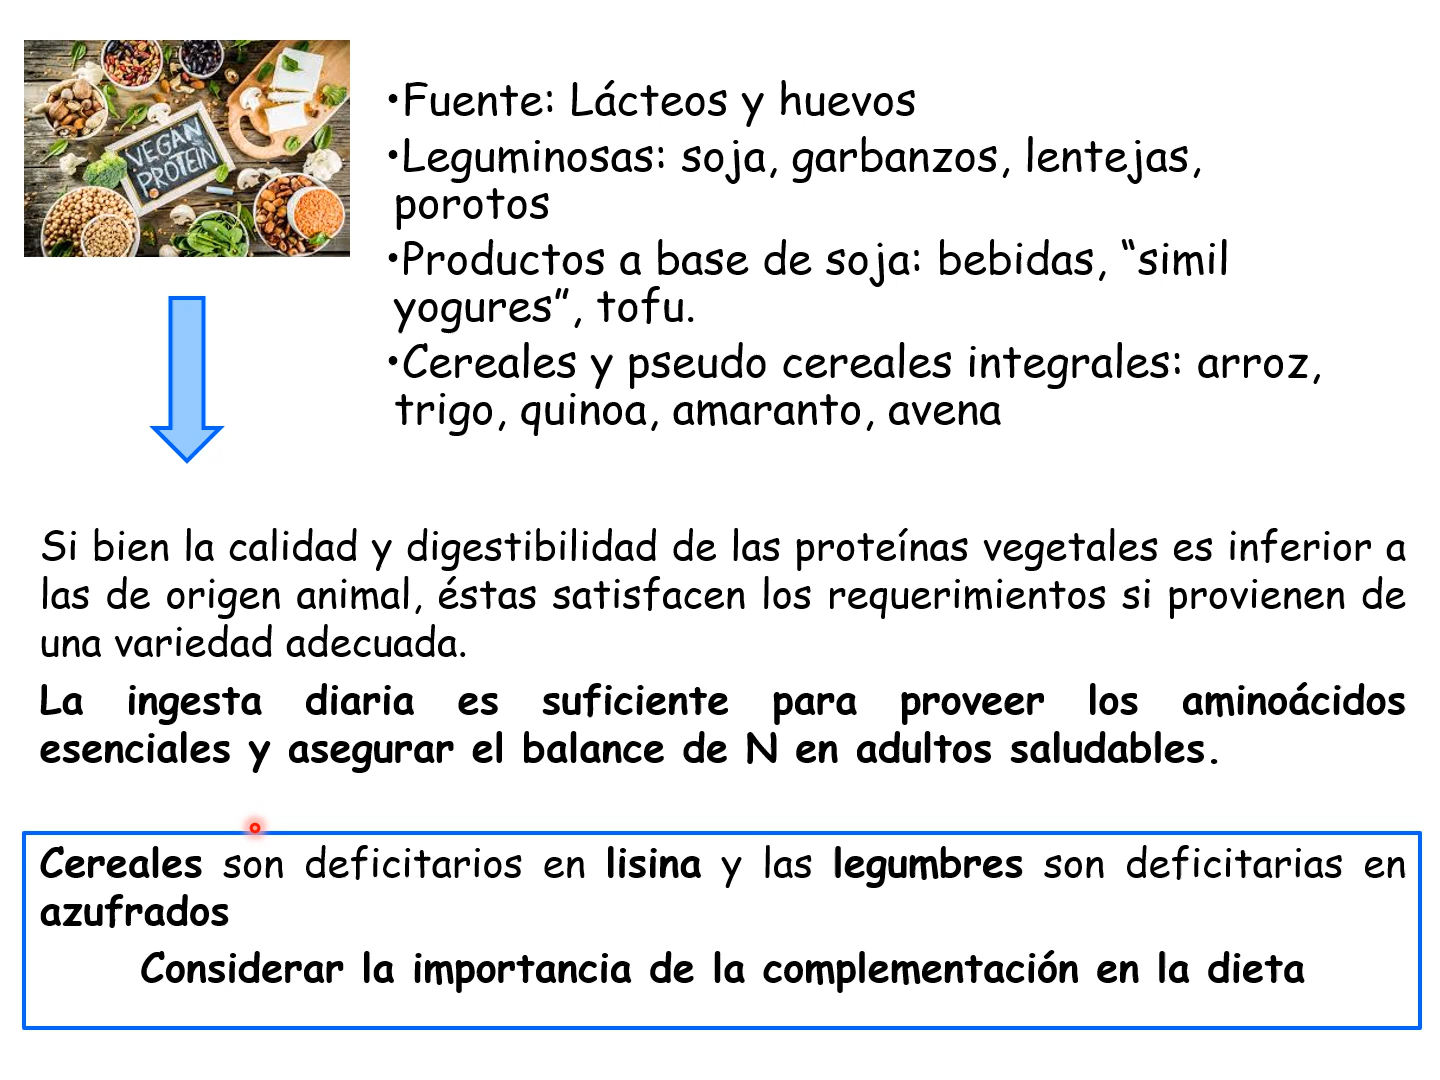 VEGAN
PROTEIN
•Fuente: Lácteos y huevos
•Leguminosas: soja, garbanzos, lentejas,
porotos
•Productos a base de soja: bebidas, “simil
yogures”, tofu.
•Cereales y pseudo cereales integrales: arroz,
trigo, quinoa, amaranto, avena
Si bien la calidad y digestibilidad de las proteínas vegetales es inferior a
las de origen animal, éstas satisfacen los requerimientos si provienen de
una variedad adecuada.
La ingesta diaria es suficiente para proveer los aminoácidos
esenciales y asegurar el balance de N en adultos saludables.
Cereales son deficitarios en lisina y las legumbres son deficitarias en
azufrados
Considerar la importancia de la complementación en la dieta